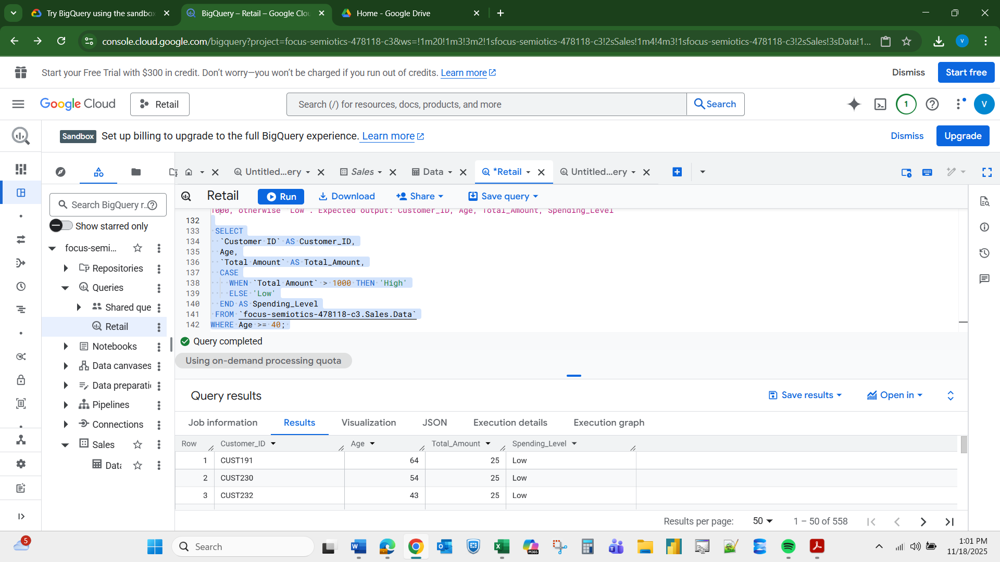 Try BigQuery using the sandbox
BigQuery – Retail – Google Clou
Home - Google Drive
console.cloud.google.com/bigquery?project=focus-semiotics-478118-c3&ws=!1m20!1m3!3m2!1sfocus-semiotics-478118-c3!2sSales!1m4!4m3!1sfocus-semiotics-478118-c3!2sSales!3sData!1...
V
Start your Free Trial with $300 in credit. Don't worry—you won't be charged if you run out of credits. Learn more
Dismiss
Start free
Google Cloud
Retail
Search (/) for resources, docs, products, and more
Search
1
V
Sandbox
Set up billing to upgrade to the full BigQuery experience. Learn more
Dismiss
Upgrade
Untitled...ery
Sales
Data
*Retail
Untitled...ery
Search BigQuery r...
Show starred only
focus-semi...
Repositories
Queries
Shared que
Retail
Notebooks
Data canvases
Data preparati
Pipelines
Connections
Sales
Data
Retail
Run
Download
Share
Save query
1000, otherwise 'Low'. Expected output: Customer_ID, Age, Total_Amount, Spending_Level
132
133 SELECT
134 `Customer ID` AS Customer_ID,
135 Age,
136 `Total Amount` AS Total_Amount,
137 CASE
138 WHEN `Total Amount` > 1000 THEN 'High'
139 ELSE 'Low'
140 END AS Spending_Level
141 FROM `focus-semiotics-478118-c3.Sales.Data`
142 WHERE Age >= 40;
Query completed
Using on-demand processing quota
Query results
Save results
Open in
Job information
Results
Visualization
JSON
Execution details
Execution graph
Row Customer_ID Age Total_Amount Spending_Level
1 CUST191 64 25 Low
2 CUST230 54 25 Low
3 CUST232 43 25 Low
Results per page: 50 1 – 50 of 558
5
Search
M365
1:01 PM
11/18/2025